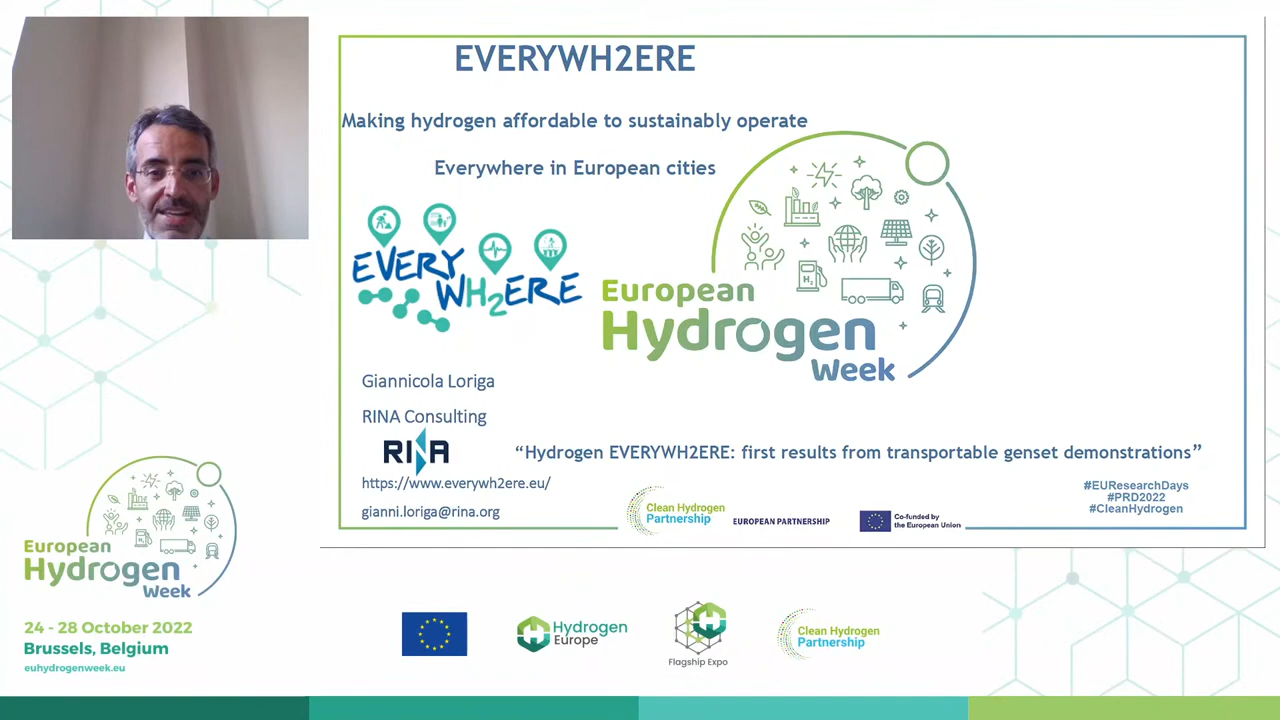 EVERYWH2ERE
Making hydrogen affordable to sustainably operate
Everywhere in European cities
EVERY
WH2ERE
H2
European
Hydrogen
Week
Giannicola Loriga
RINA Consulting
RINA
"Hydrogen EVERYWH2ERE: first results from transportable genset demonstrations"
https://www.everywh2ere.eu/
gianni.loriga@rina.org
Clean Hydrogen
Partnership
EUROPEAN PARTNERSHIP
Co-funded by
the European Union
#EUResearchDays
#PRD2022
#CleanHydrogen
European
Hydrogen
Week
24 - 28 October 2022
Brussels, Belgium
euhydrogenweek.eu
Hydrogen
Europe
Flagship Expo
Clean Hydrogen
Partnership